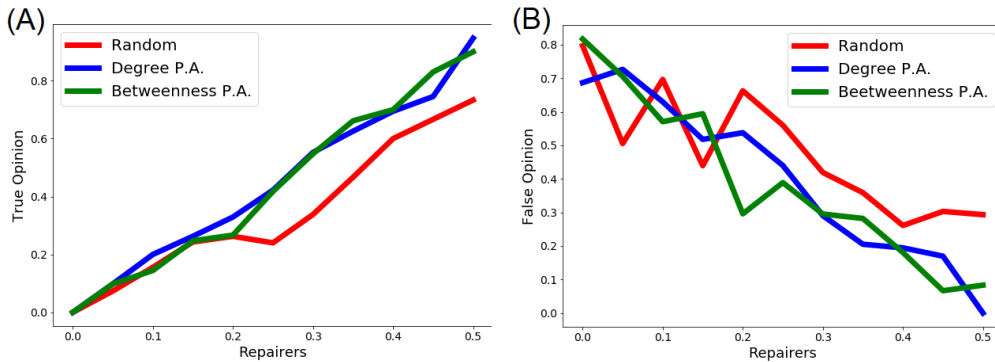 (A)
Random
Degree P.A.
Betweenness P.A.
True Opinion
0.8
0.6
0.4
0.2
0.0
0.0 0.1 0.2 0.3 0.4 0.5
Repairers
(B)
Random
Degree P.A.
Beetweenness P.A.
False Opinion
0.8
0.7
0.6
0.5
0.4
0.3
0.2
0.1
0.0
0.0 0.1 0.2 0.3 0.4 0.5
Repairers